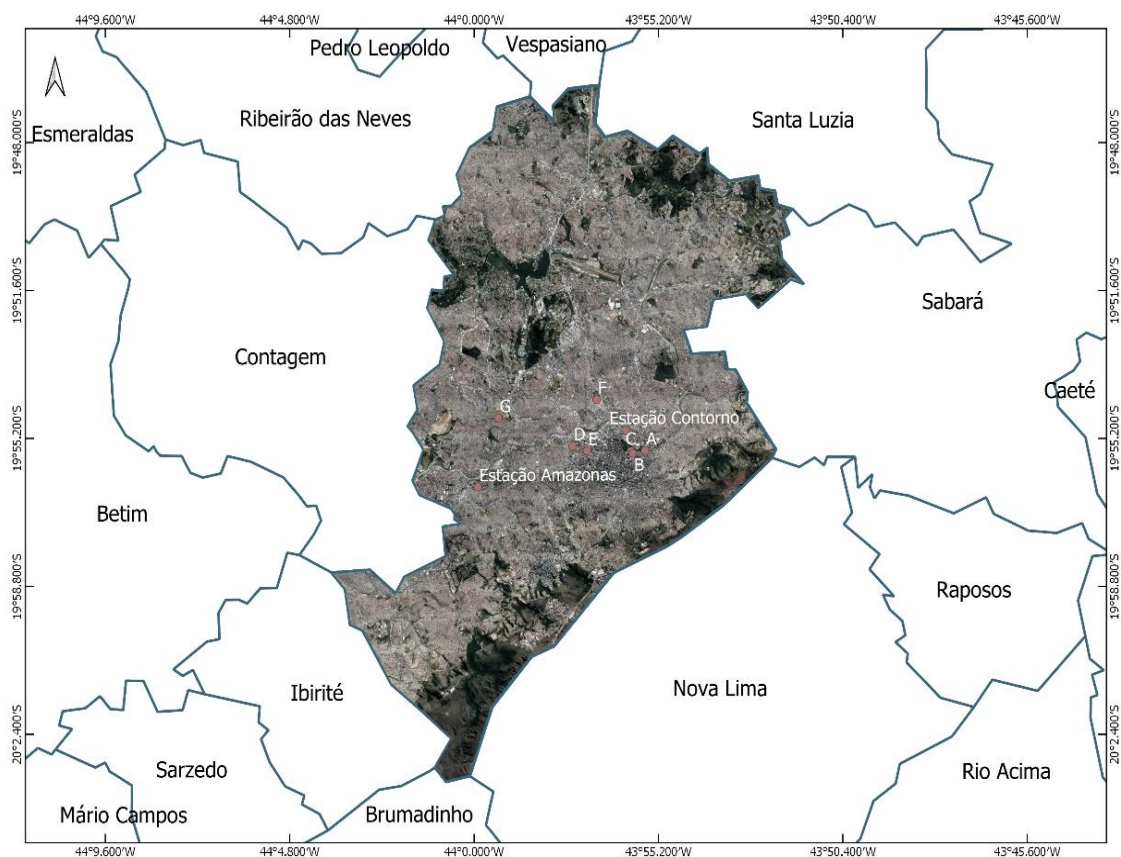 44°9.600'W 44°4.800'W 44°0.000'W 43°55.200'W 43°50.400'W 43°45.600'W
Pedro Leopoldo
Vespasiano
Esmeraldas
Ribeirão das Neves
Santa Luzia
19°48.000'S 19°48.000'S
19°51.600'S 19°51.600'S
Sabará
Contagem
Caeté
F
G
Estação Contorno
19°55.200'S 19°55.200'S
D E C A
B
Estação Amazonas
Betim
19°58.800'S 19°58.800'S
Raposos
Ibirité
Nova Lima
20°2.400'S 20°2.400'S
Sarzedo
Rio Acima
Mário Campos
Brumadinho
44°9.600'W 44°4.800'W 44°0.000'W 43°55.200'W 43°50.400'W 43°45.600'W